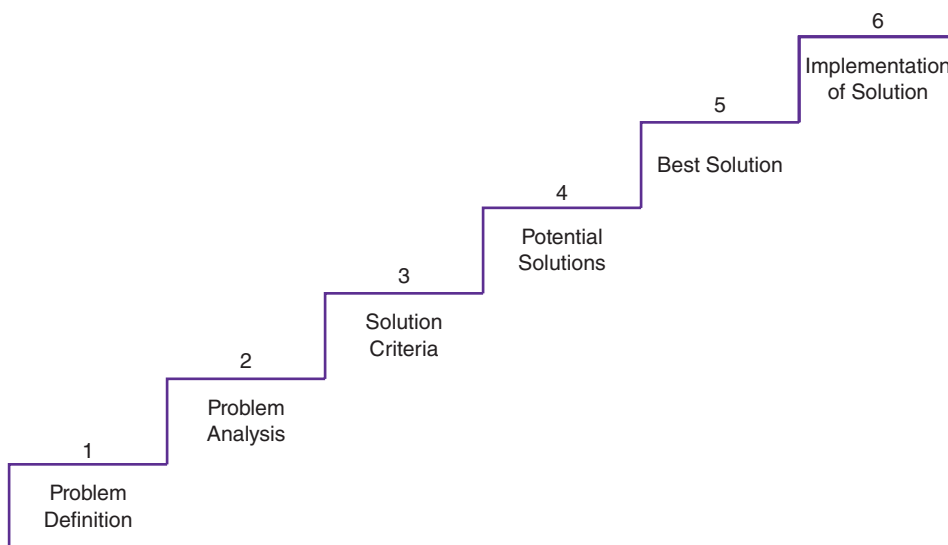 6
Implementation
of Solution
5
Best Solution
4
Potential
Solutions
3
Solution
Criteria
2
Problem
Analysis
1
Problem
Definition